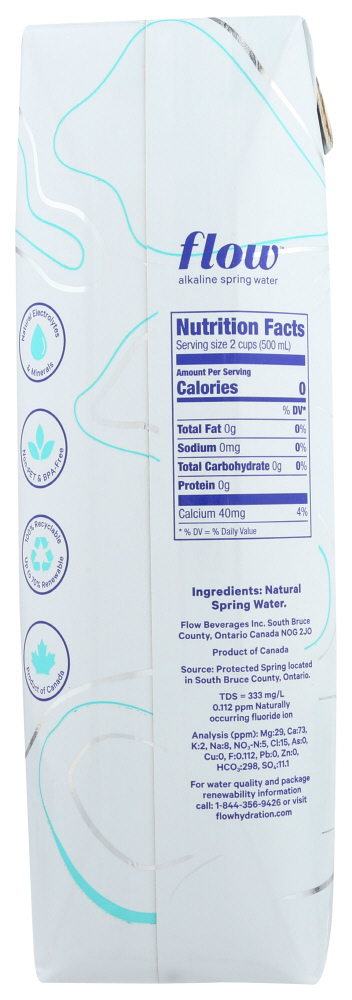 flow™
alkaline spring water
Nutrition Facts
Serving size 2 cups (500 mL)
Amount Per Serving
Calories 0
% DV*
Total Fat 0g 0%
Sodium 0mg 0%
Total Carbohydrate 0g 0%
Protein 0g
Calcium 40mg 4%
* % DV = % Daily Value
Natural Electrolytes
& Minerals
Non-PET & BPA-Free
100% Recyclable
Up to 70% Renewable
Product of Canada
Ingredients: Natural
Spring Water.
Flow Beverages Inc. South Bruce
County, Ontario Canada N0G 2J0
Product of Canada
Source: Protected Spring located
in South Bruce County, Ontario.
TDS = 333 mg/L
0.112 ppm Naturally
occurring fluoride ion
Analysis (ppm): Mg:29, Ca:73,
K:2, Na:8, NO₃-N:5, Cl:15, As:0,
Cu:0, F:0.112, Pb:0, Zn:0,
HCO₃:298, SO₄:11.1
For water quality and package
renewability information
call: 1-844-356-9426 or visit
flowhydration.com